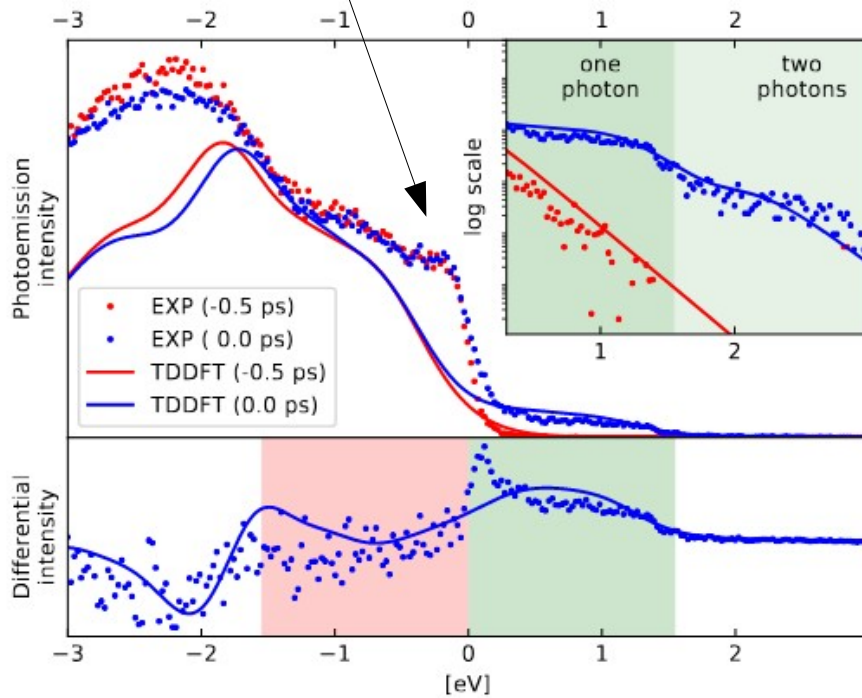 −3 −2 −1 0 1 2
Photoemission
intensity
EXP (-0.5 ps)
EXP ( 0.0 ps)
TDDFT (-0.5 ps)
TDDFT (0.0 ps)
log scale
one
photon
two
photons
1 2
Differential
intensity
−3 −2 −1 0 1 2
[eV]